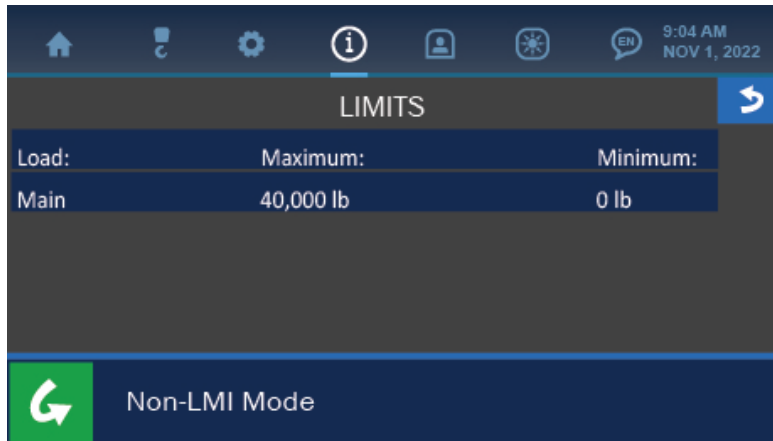 EN
9:04 AM
NOV 1, 2022
LIMITS
Load: Maximum: Minimum:
Main 40,000 lb 0 lb
Non-LMI Mode